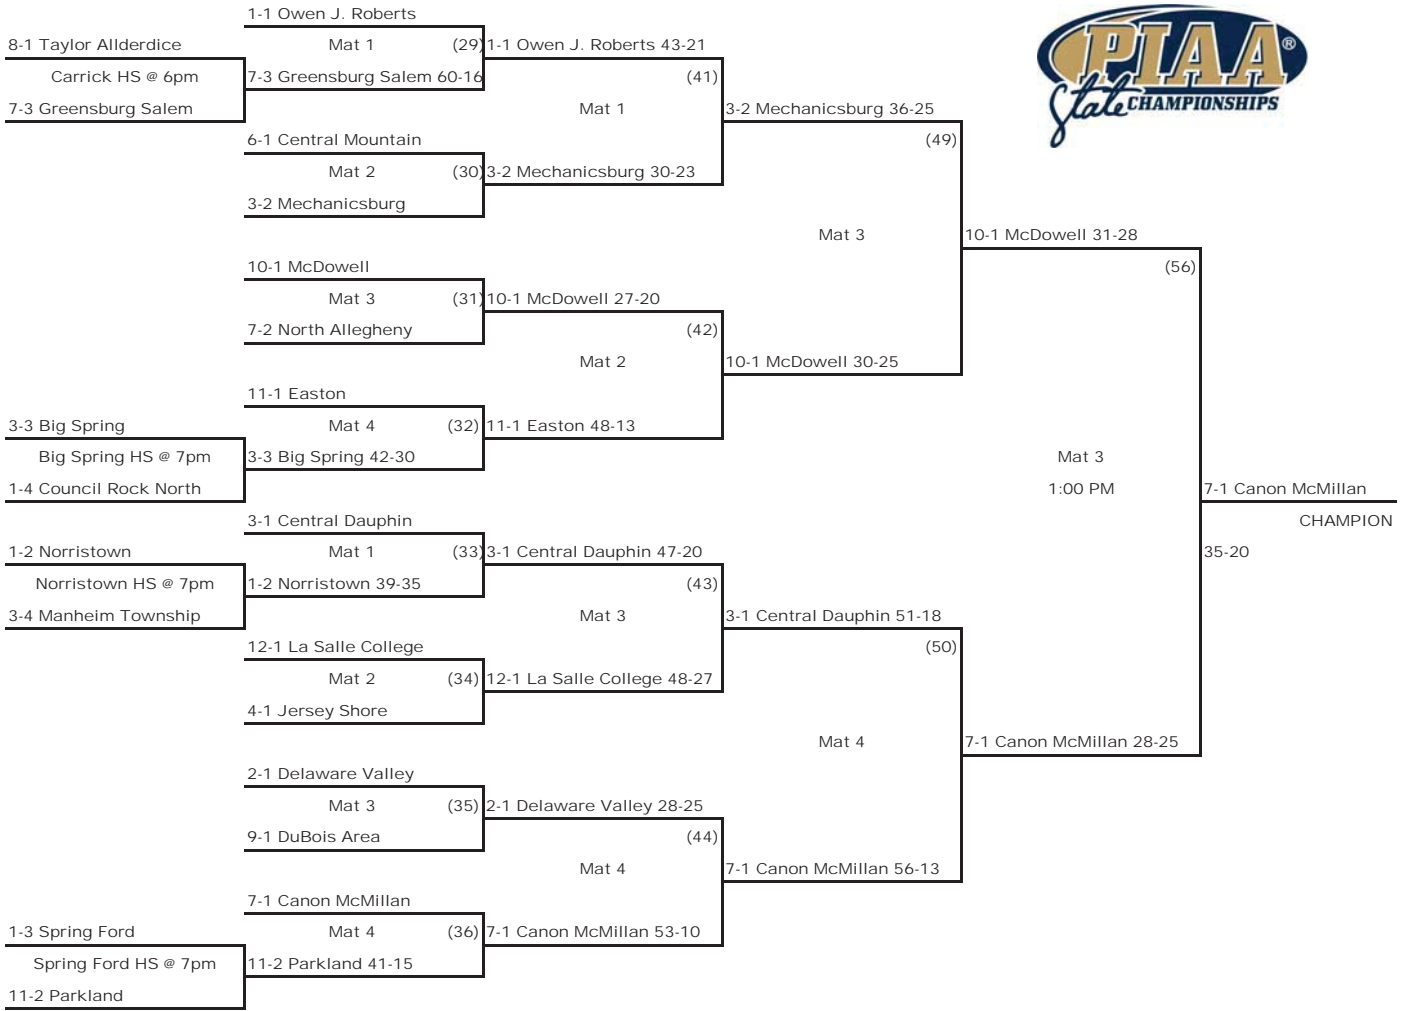 1-1 Owen J. Roberts
8-1 Taylor Allderdice
Mat 1
(29)
1-1 Owen J. Roberts 43-21
Carrick HS @ 6pm
7-3 Greensburg Salem 60-16
(41)
7-3 Greensburg Salem
Mat 1
3-2 Mechanicsburg 36-25
6-1 Central Mountain
(49)
Mat 2
(30)
3-2 Mechanicsburg 30-23
3-2 Mechanicsburg
Mat 3
10-1 McDowell 31-28
10-1 McDowell
(56)
Mat 3
(31)
10-1 McDowell 27-20
7-2 North Allegheny
(42)
Mat 2
10-1 McDowell 30-25
11-1 Easton
3-3 Big Spring
Mat 4
(32)
11-1 Easton 48-13
Big Spring HS @ 7pm
3-3 Big Spring 42-30
Mat 3
1-4 Council Rock North
1:00 PM
7-1 Canon McMillan
3-1 Central Dauphin
CHAMPION
1-2 Norristown
Mat 1
(33)
3-1 Central Dauphin 47-20
35-20
Norristown HS @ 7pm
1-2 Norristown 39-35
(43)
3-4 Manheim Township
Mat 3
3-1 Central Dauphin 51-18
12-1 La Salle College
(50)
Mat 2
(34)
12-1 La Salle College 48-27
4-1 Jersey Shore
Mat 4
7-1 Canon McMillan 28-25
2-1 Delaware Valley
Mat 3
(35)
2-1 Delaware Valley 28-25
9-1 DuBois Area
(44)
Mat 4
7-1 Canon McMillan 56-13
7-1 Canon McMillan
1-3 Spring Ford
Mat 4
(36)
7-1 Canon McMillan 53-10
Spring Ford HS @ 7pm
11-2 Parkland 41-15
11-2 Parkland
PIAA®
State CHAMPIONSHIPS